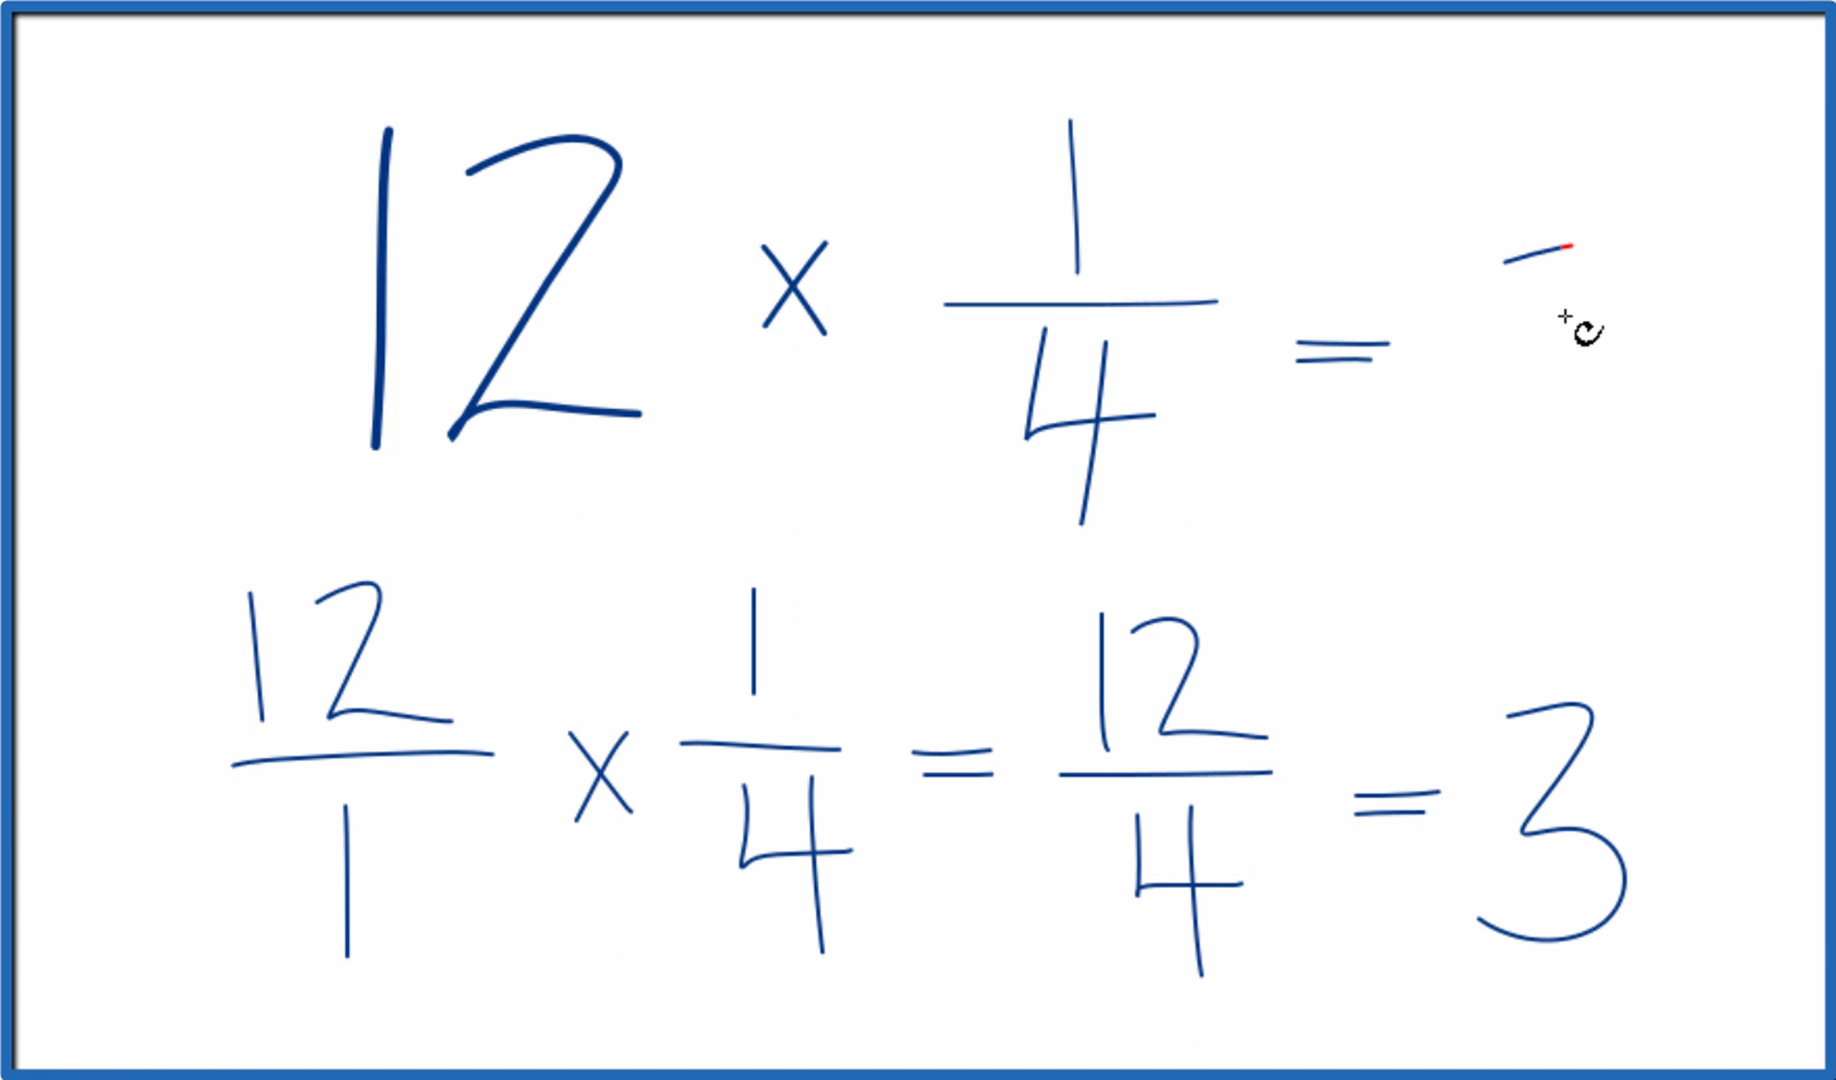 12 × 1/4 =
12/1 × 1/4 = 12/4 = 3